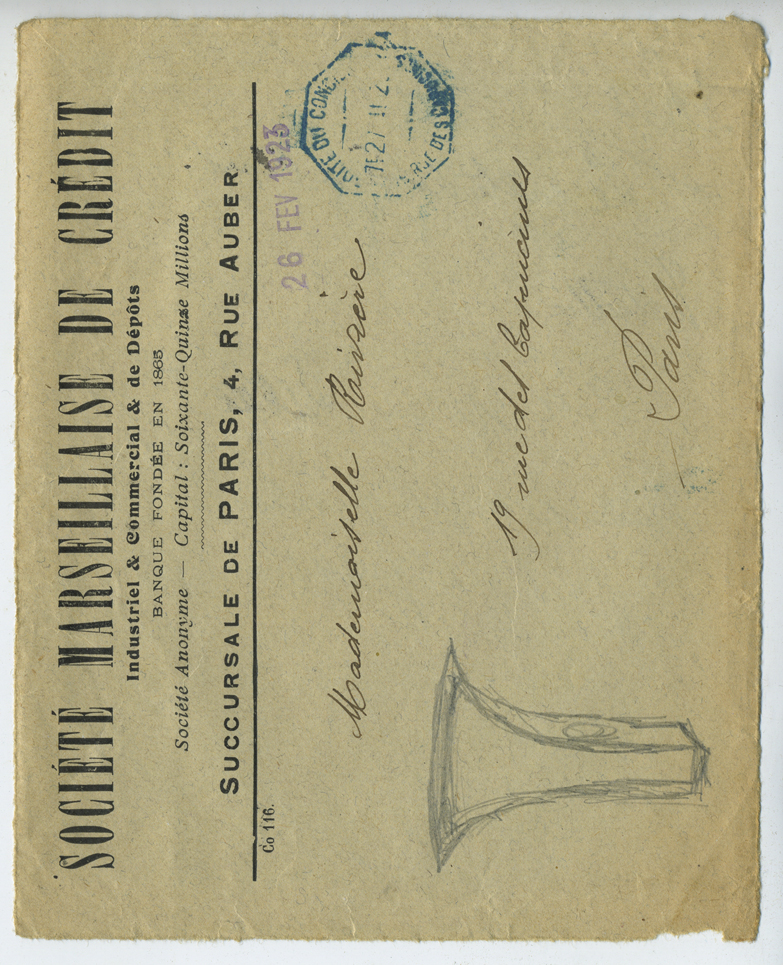 SOCIÉTÉ MARSEILLAISE DE CRÉDIT
Industriel & Commercial & de Dépôts
BANQUE FONDÉE EN 1865
Société Anonyme — Capital : Soixante-Quinze Millions
SUCCURSALE DE PARIS, 4, RUE AUBER
Co 116.
26 FEV 1923
Mademoiselle Rivière
19 rue des Capucines
Paris